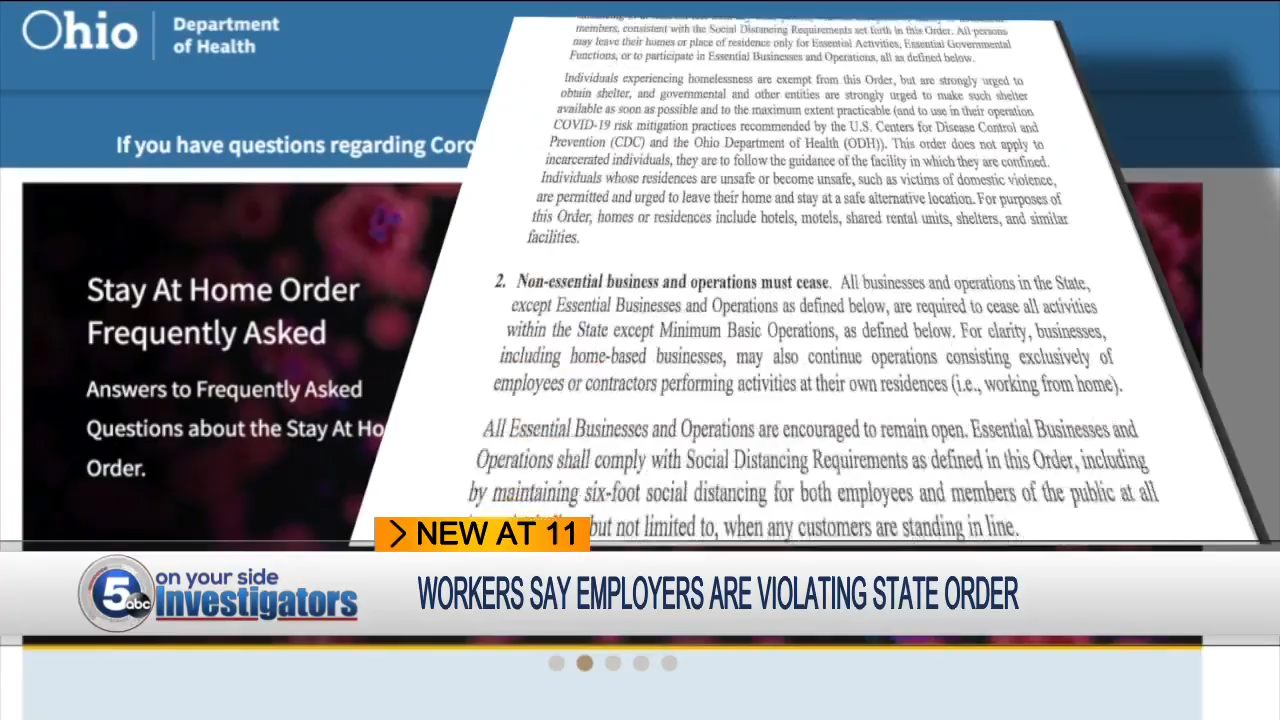 Ohio
Department
of Health
If you have questions regarding Coro
Stay At Home Order
Frequently Asked
Answers to Frequently Asked
Questions about the Stay At Ho
Order.
members, consistent with the Social Distancing Requirements set forth in this Order. All persons
may leave their homes or place of residence only for Essential Activities, Essential Governmental
Functions, or to participate in Essential Businesses and Operations, all as defined below.
Individuals experiencing homelessness are exempt from this Order, but are strongly urged to
obtain shelter, and governmental and other entities are strongly urged to make such shelter
available as soon as possible and to the maximum extent practicable (and to use in their operation
COVID-19 risk mitigation practices recommended by the U.S. Centers for Disease Control and
Prevention (CDC) and the Ohio Department of Health (ODH)). This order does not apply to
incarcerated individuals, they are to follow the guidance of the facility in which they are confined.
Individuals whose residences are unsafe or become unsafe, such as victims of domestic violence,
are permitted and urged to leave their home and stay at a safe alternative location. For purposes of
this Order, homes or residences include hotels, motels, shared rental units, shelters, and similar
facilities.
2. Non-essential business and operations must cease. All businesses and operations in the State,
except Essential Businesses and Operations as defined below, are required to cease all activities
within the State except Minimum Basic Operations, as defined below. For clarity, businesses,
including home-based businesses, may also continue operations consisting exclusively of
employees or contractors performing activities at their own residences (i.e., working from home).
All Essential Businesses and Operations are encouraged to remain open. Essential Businesses and
Operations shall comply with Social Distancing Requirements as defined in this Order, including
by maintaining six-foot social distancing for both employees and members of the public at all
but not limited to, when any customers are standing in line.
NEW AT 11
5 abc
on your side
Investigators
WORKERS SAY EMPLOYERS ARE VIOLATING STATE ORDER